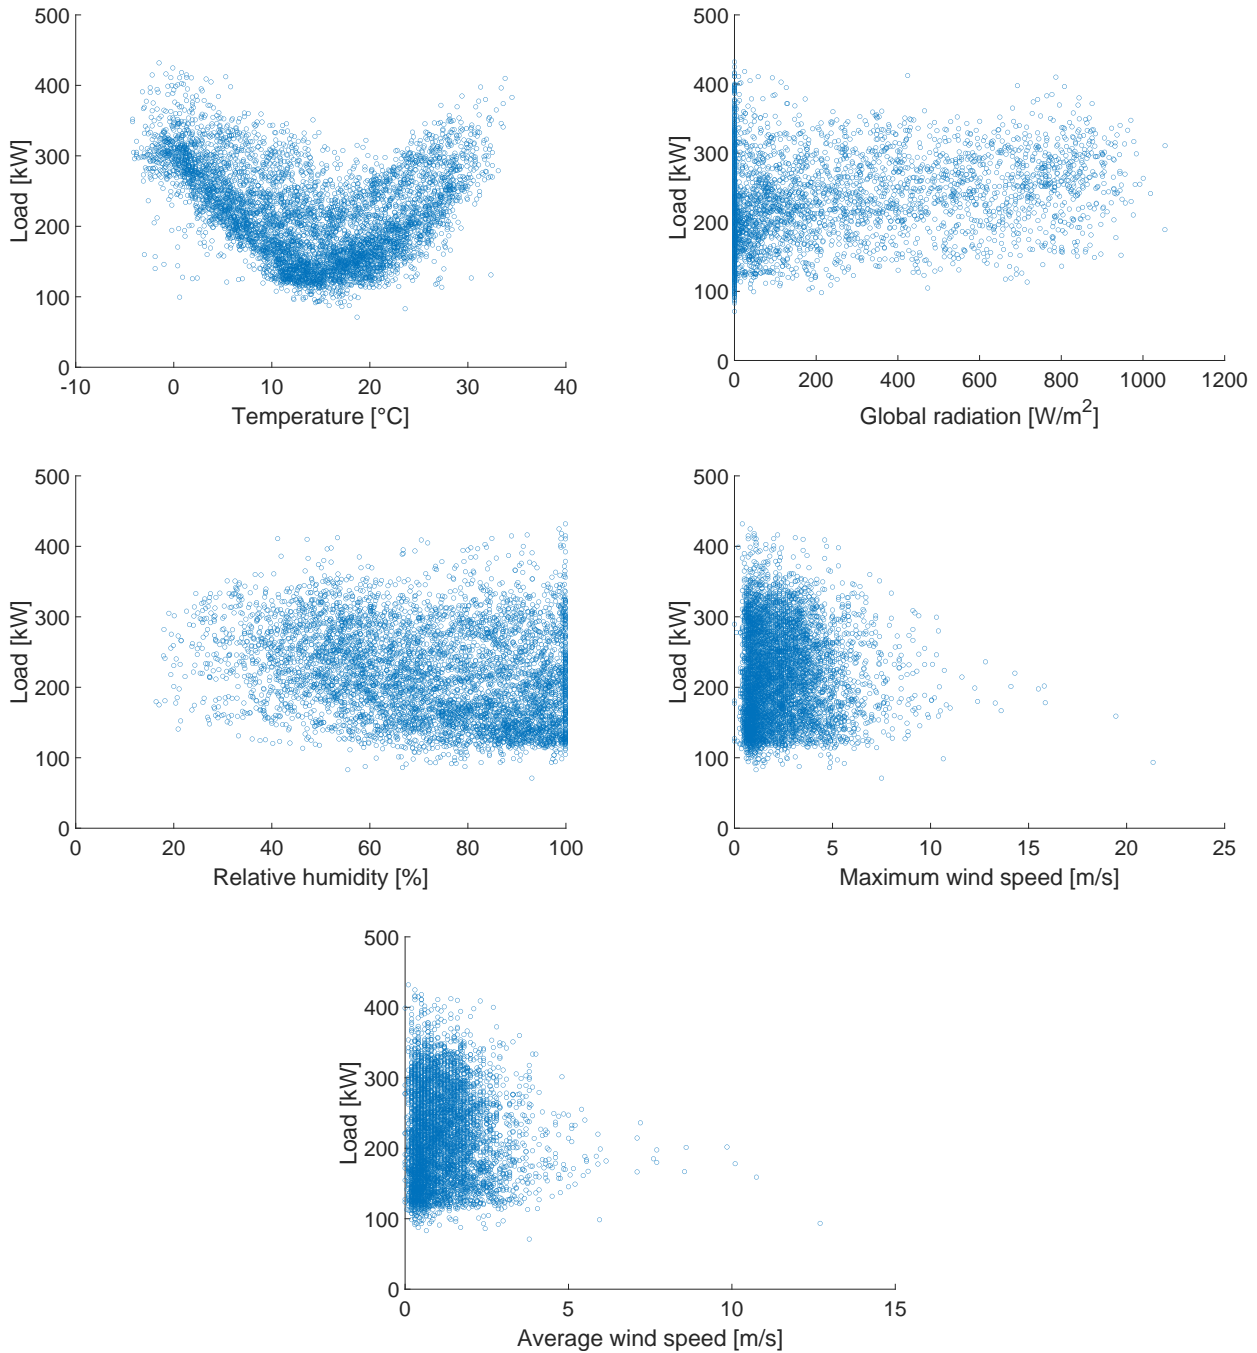 500
400
300
200
100
0
Load [kW]
-10 0 10 20 30 40
Temperature [°C]
500
400
300
200
100
0
Load [kW]
0 200 400 600 800 1000 1200
Global radiation [W/m²]
500
400
300
200
100
0
Load [kW]
0 20 40 60 80 100
Relative humidity [%]
500
400
300
200
100
0
Load [kW]
0 5 10 15 20 25
Maximum wind speed [m/s]
500
400
300
200
100
0
Load [kW]
0 5 10 15
Average wind speed [m/s]